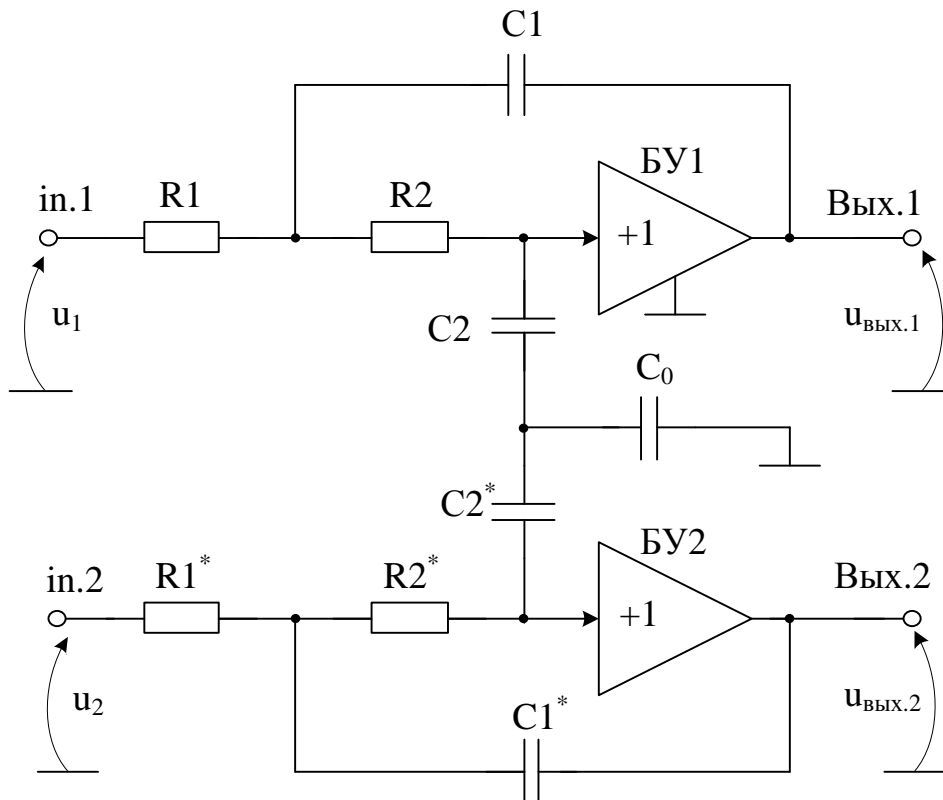 C1
БУ1
in.1
R1
R2
+1
Вых.1
u₁
C2
C₀
uвых.1
C2*
БУ2
in.2
R1*
R2*
+1
Вых.2
u₂
C1*
uвых.2